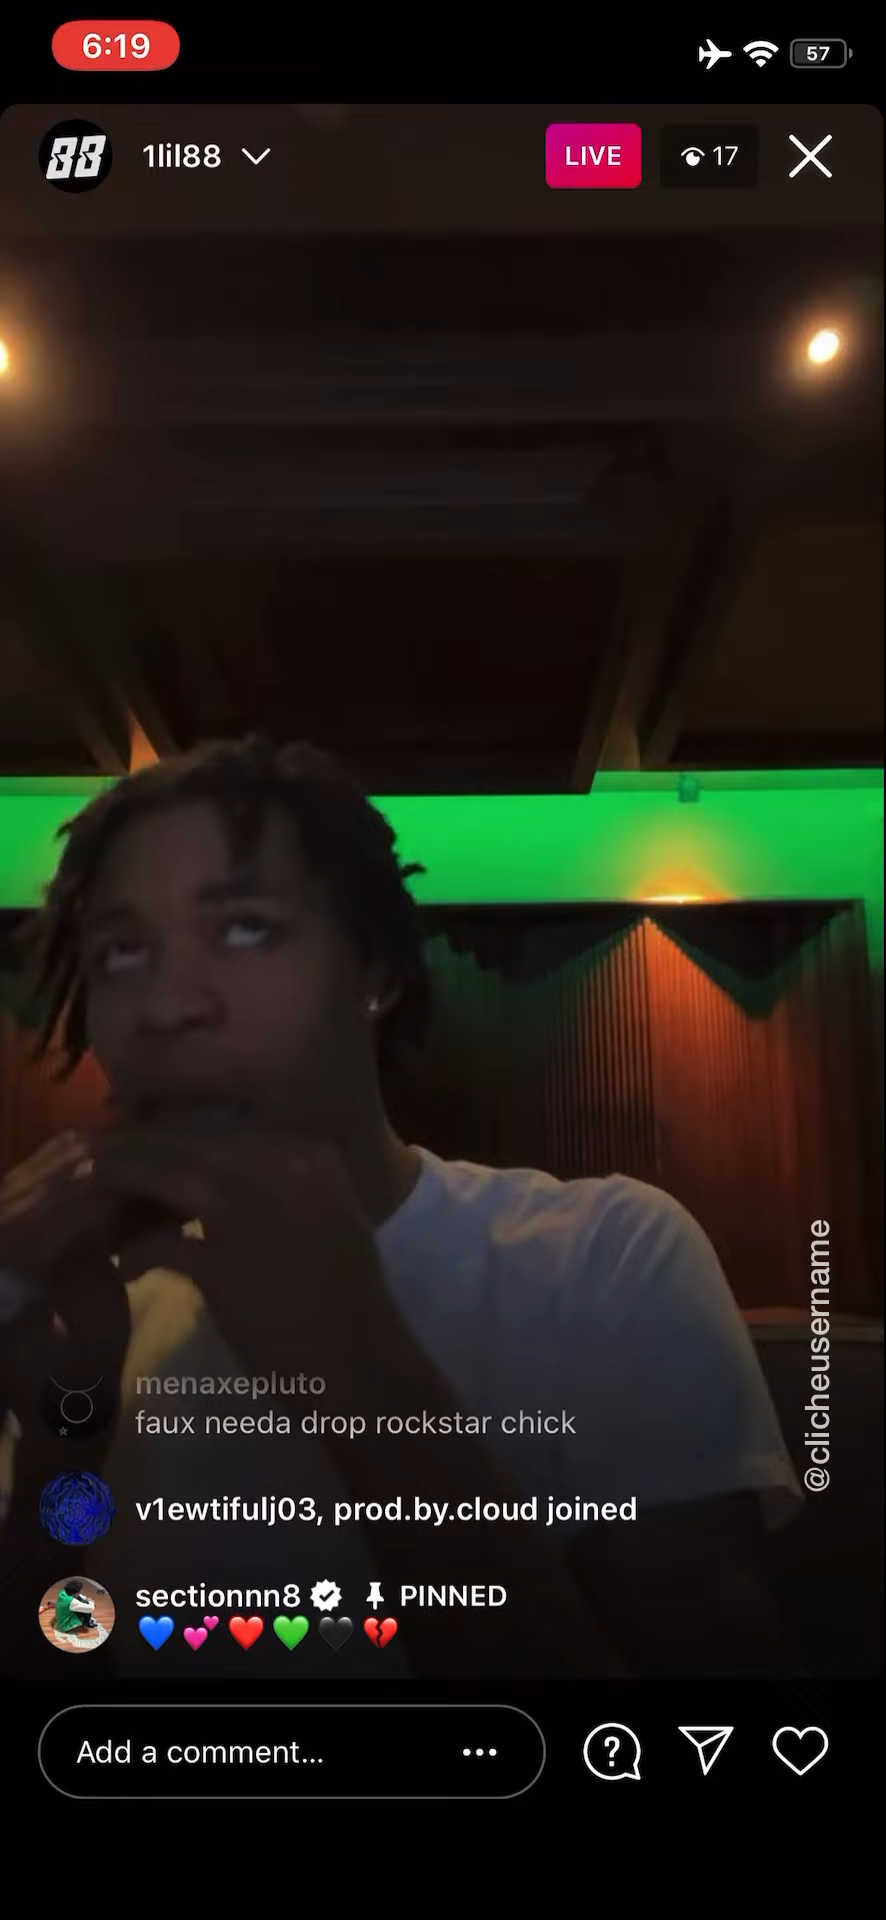 6:19
57
88
1lil88
LIVE
17
menaxepluto
faux needa drop rockstar chick
v1ewtifulj03, prod.by.cloud joined
sectionnn8 PINNED
💙💕❤️💚🖤💔
Add a comment...
@clicheusername